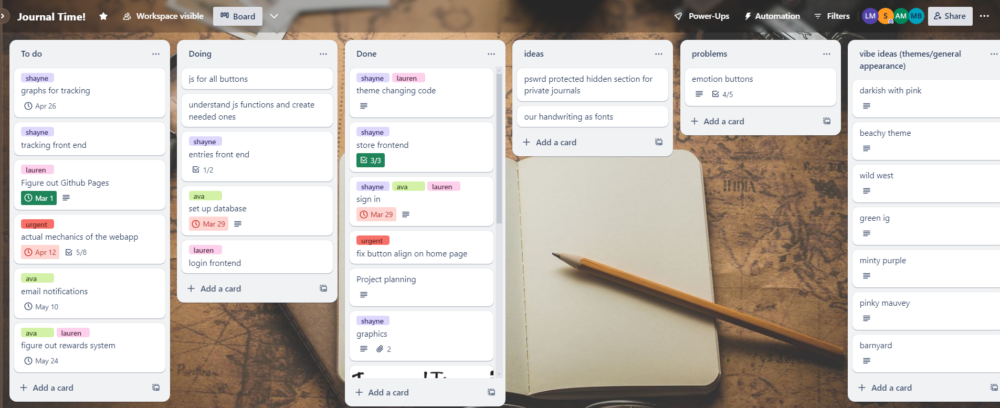 Journal Time!
Workspace visible
Board
Power-Ups
Automation
Filters
LM
S
AM
MB
Share
To do
shayne
graphs for tracking
Apr 26
shayne
tracking front end
lauren
Figure out Github Pages
Mar 1
urgent
actual mechanics of the webapp
Apr 12
5/8
ava
email notifications
May 10
ava lauren
figure out rewards system
May 24
Add a card
Doing
js for all buttons
understand js functions and create
needed ones
shayne
entries front end
1/2
ava
set up database
Mar 29
lauren
login frontend
Add a card
Done
shayne lauren
theme changing code
shayne
store frontend
3/3
shayne ava lauren
sign in
Mar 29
urgent
fix button align on home page
Project planning
shayne
graphics
2
Add a card
ideas
pswrd protected hidden section for
private journals
our handwriting as fonts
Add a card
problems
emotion buttons
4/5
Add a card
vibe ideas (themes/general
appearance)
darkish with pink
beachy theme
wild west
green ig
minty purple
pinky mauvey
barnyard
Add a card
INDIA